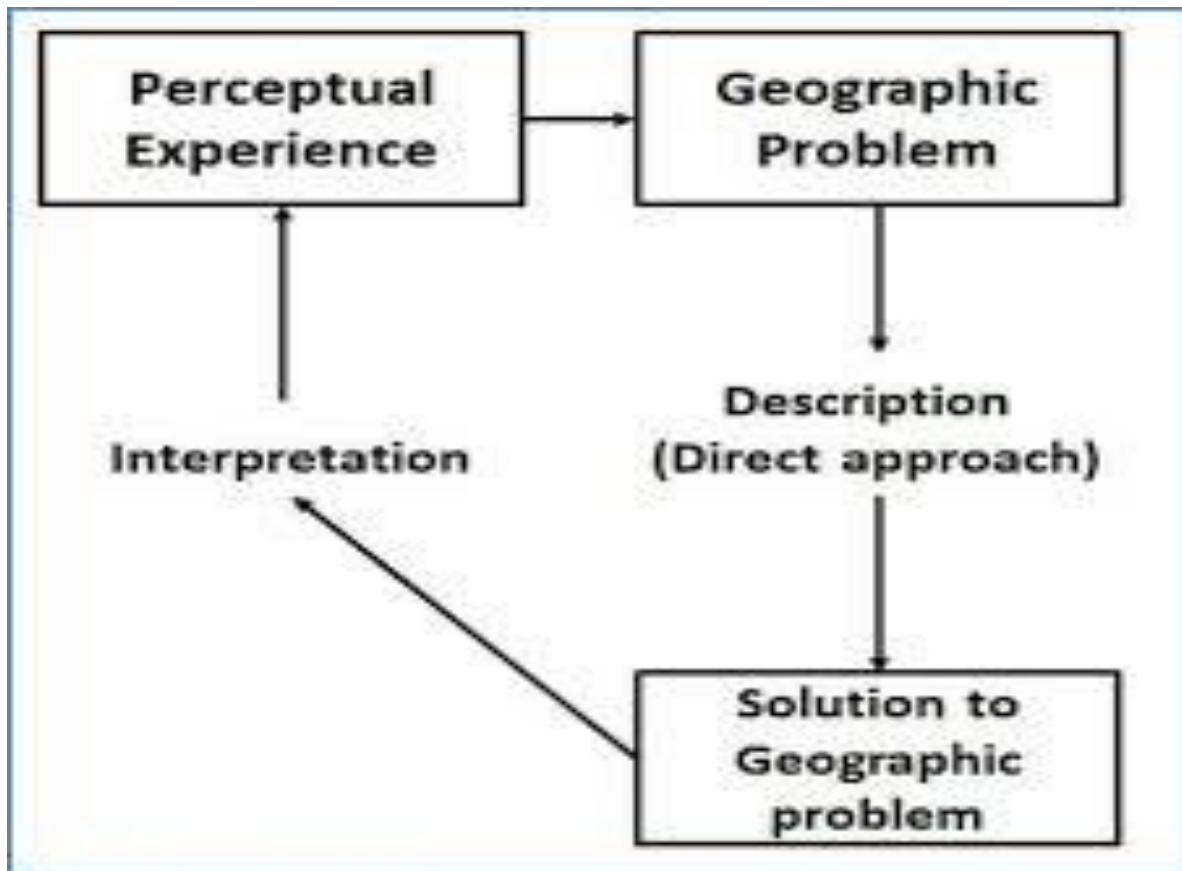 Perceptual
Experience
Geographic
Problem
Description
(Direct approach)
Interpretation
Solution to
Geographic
problem